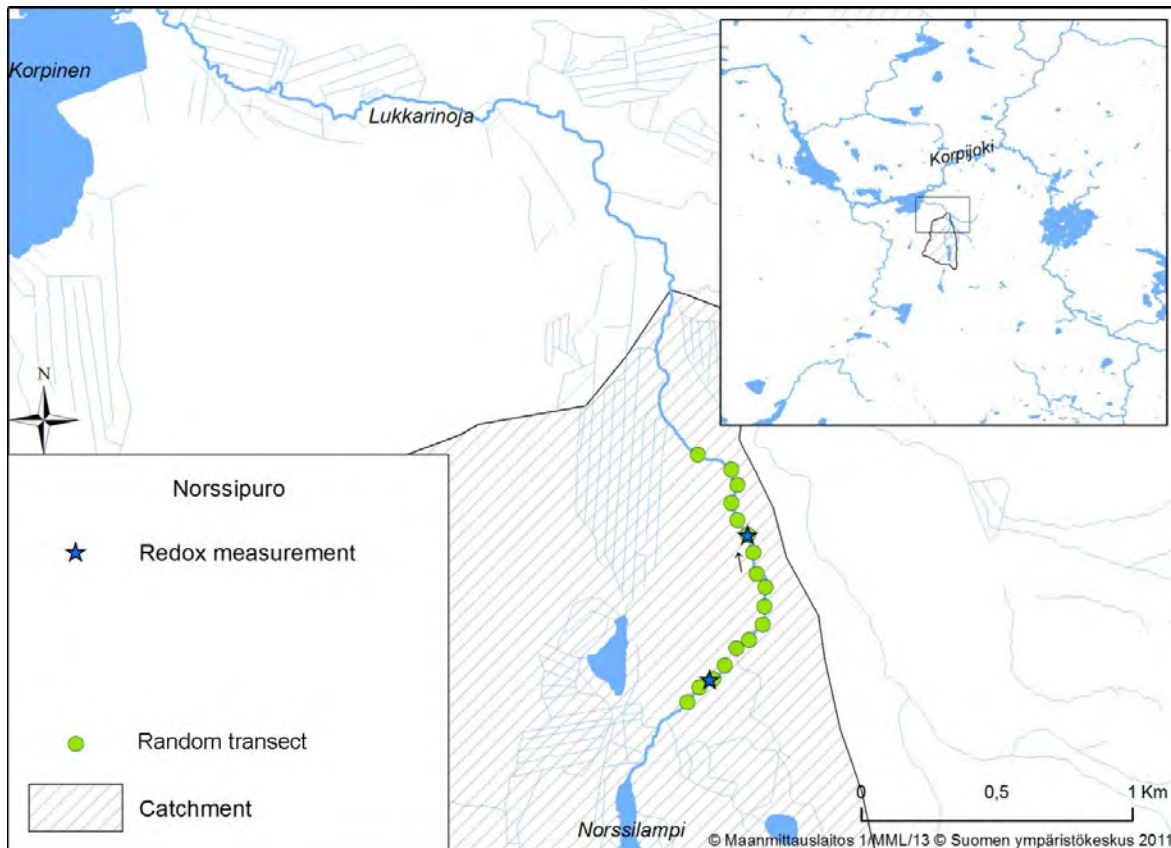 Korpinen
Lukkarinoja
Korpijoki
N
Norssipuro
Redox measurement
Random transect
Catchment
Norssilampi
0 0,5 1 Km
© Maanmittauslaitos 1/MML/13 © Suomen ympäristökeskus 2011